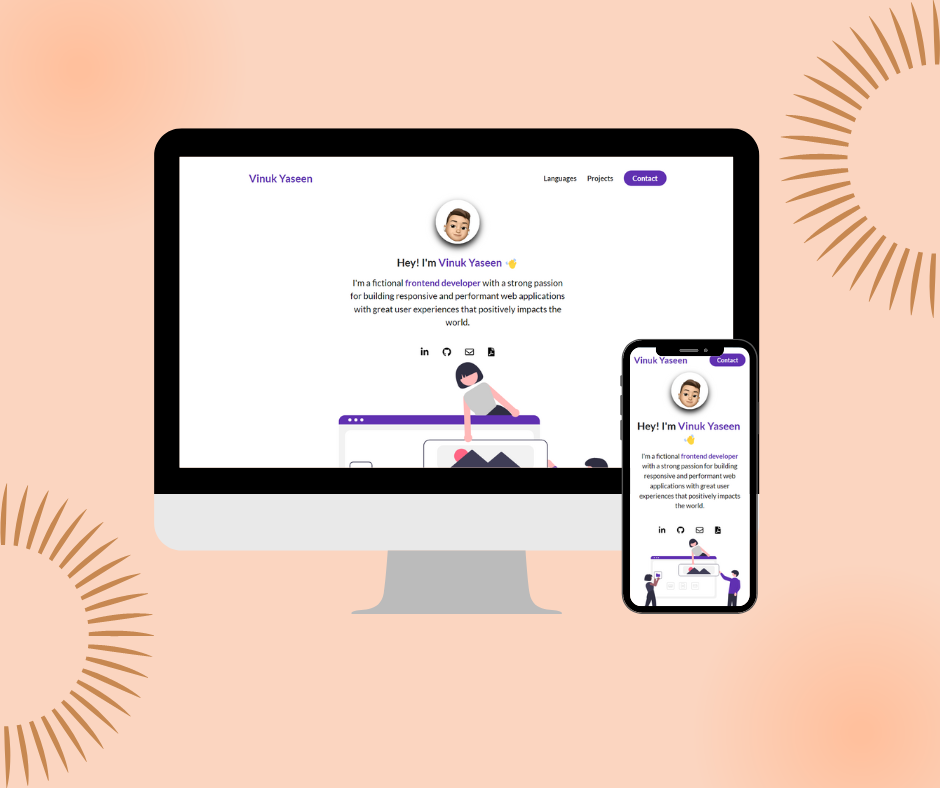 Vinuk Yaseen
Languages Projects Contact
Hey! I'm Vinuk Yaseen 👋
I'm a fictional frontend developer with a strong passion
for building responsive and performant web applications
with great user experiences that positively impacts the
world.
Vinuk Yaseen Contact
Hey! I'm Vinuk Yaseen
👋
I'm a fictional frontend developer
with a strong passion for building
responsive and performant web
applications with great user
experiences that positively impacts
the world.